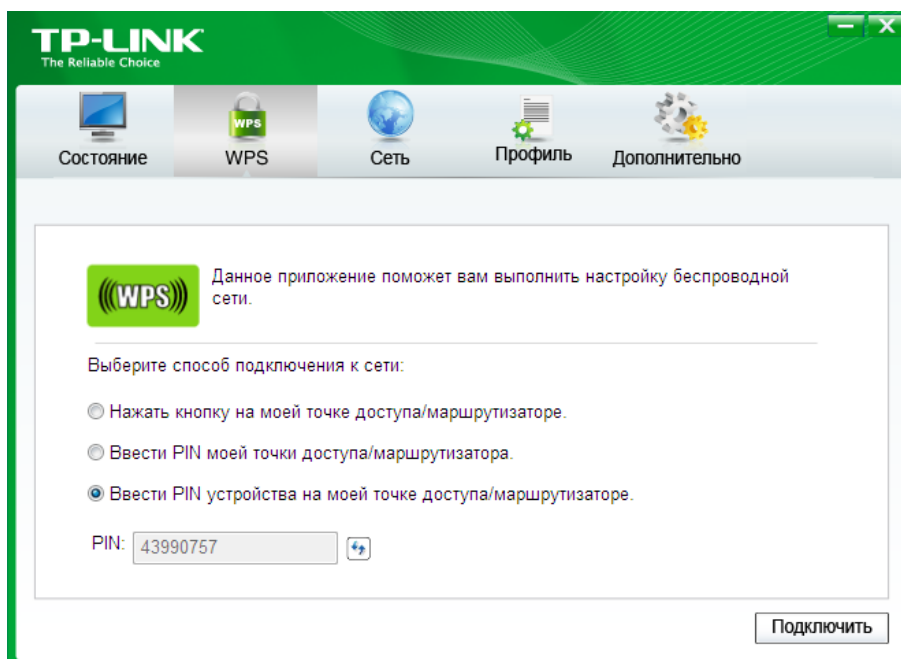 TP-LINK
The Reliable Choice
Состояние
WPS
WPS
Сеть
Профиль
Дополнительно
(((WPS)))
Данное приложение поможет вам выполнить настройку беспроводной
сети.
Выберите способ подключения к сети:
Нажать кнопку на моей точке доступа/маршрутизаторе.
Ввести PIN моей точки доступа/маршрутизатора.
Ввести PIN устройства на моей точке доступа/маршрутизаторе.
PIN: 43990757
Подключить